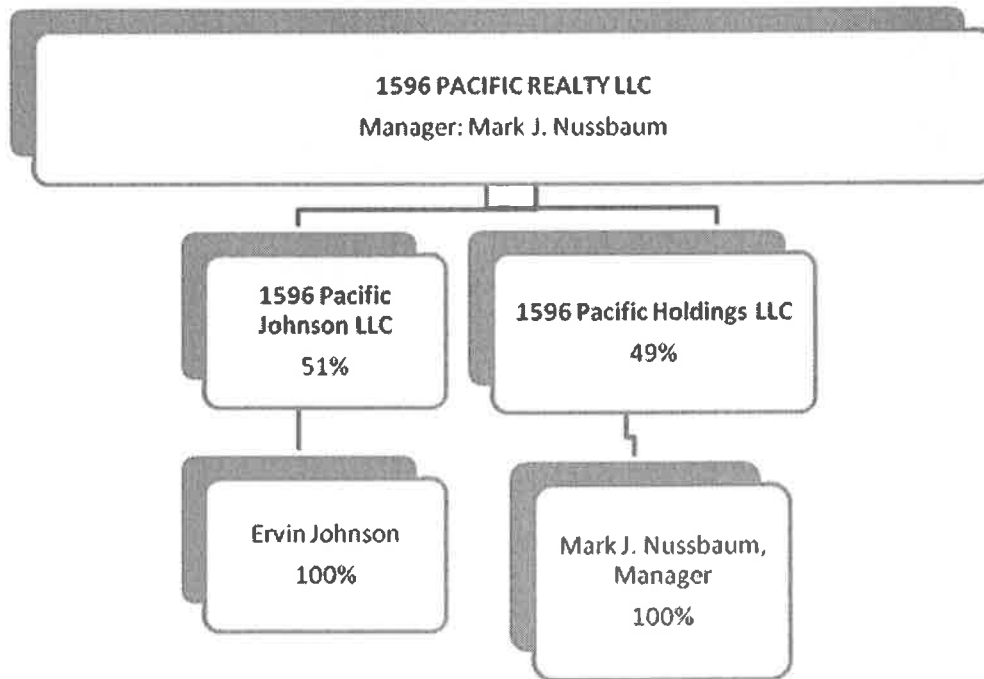 1596 PACIFIC REALTY LLC
Manager: Mark J. Nussbaum
1596 Pacific
Johnson LLC
51%
1596 Pacific Holdings LLC
49%
Ervin Johnson
100%
Mark J. Nussbaum,
Manager
100%